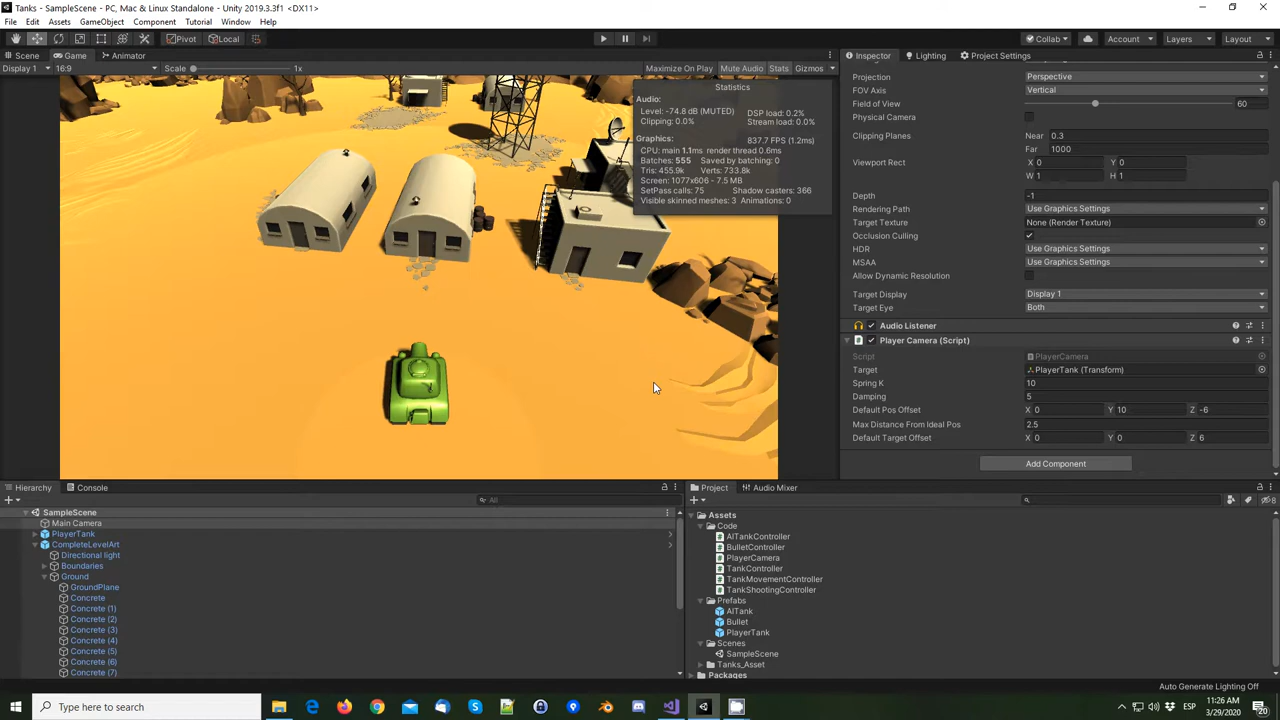 Tanks - SampleScene - PC, Mac & Linux Standalone - Unity 2019.3.3f1 <DX11>
File Edit Assets GameObject Component Tutorial Window Help
Pivot Local Collab Account Layers Layout
Scene Game Animator
Display 1 16:9 Scale 1x Maximize On Play Mute Audio Stats Gizmos
Statistics
Audio:
Level: -74.8 dB (MUTED) DSP load: 0.2%
Clipping: 0.0% Stream load: 0.0%
Graphics: 837.7 FPS (1.2ms)
CPU: main 1.1ms render thread 0.6ms
Batches: 555 Saved by batching: 0
Tris: 455.9k Verts: 733.8k
Screen: 1077x606 - 7.5 MB
SetPass calls: 75 Shadow casters: 366
Visible skinned meshes: 3 Animations: 0
Inspector Lighting Project Settings
Projection Perspective
FOV Axis Vertical
Field of View 60
Physical Camera
Clipping Planes Near 0.3
Far 1000
Viewport Rect X 0 Y 0
W 1 H 1
Depth -1
Rendering Path Use Graphics Settings
Target Texture None (Render Texture)
Occlusion Culling
HDR Use Graphics Settings
MSAA Use Graphics Settings
Allow Dynamic Resolution
Target Display Display 1
Target Eye Both
Audio Listener
Player Camera (Script)
Script PlayerCamera
Target PlayerTank (Transform)
Spring K 10
Damping 5
Default Pos Offset X 0 Y 10 Z -6
Max Distance From Ideal Pos 2.5
Default Target Offset X 0 Y 0 Z 6
Add Component
Hierarchy Console
All
SampleScene
Main Camera
PlayerTank
CompleteLevelArt
Directional light
Boundaries
Ground
GroundPlane
Concrete
Concrete (1)
Concrete (2)
Concrete (3)
Concrete (4)
Concrete (5)
Concrete (6)
Concrete (7)
Project Audio Mixer
8
Assets
Code
AITankController
BulletController
PlayerCamera
TankController
TankMovementController
TankShootingController
Prefabs
AITank
Bullet
PlayerTank
Scenes
SampleScene
Tanks_Asset
Packages
Auto Generate Lighting Off
Type here to search
ESP
11:26 AM
3/29/2020